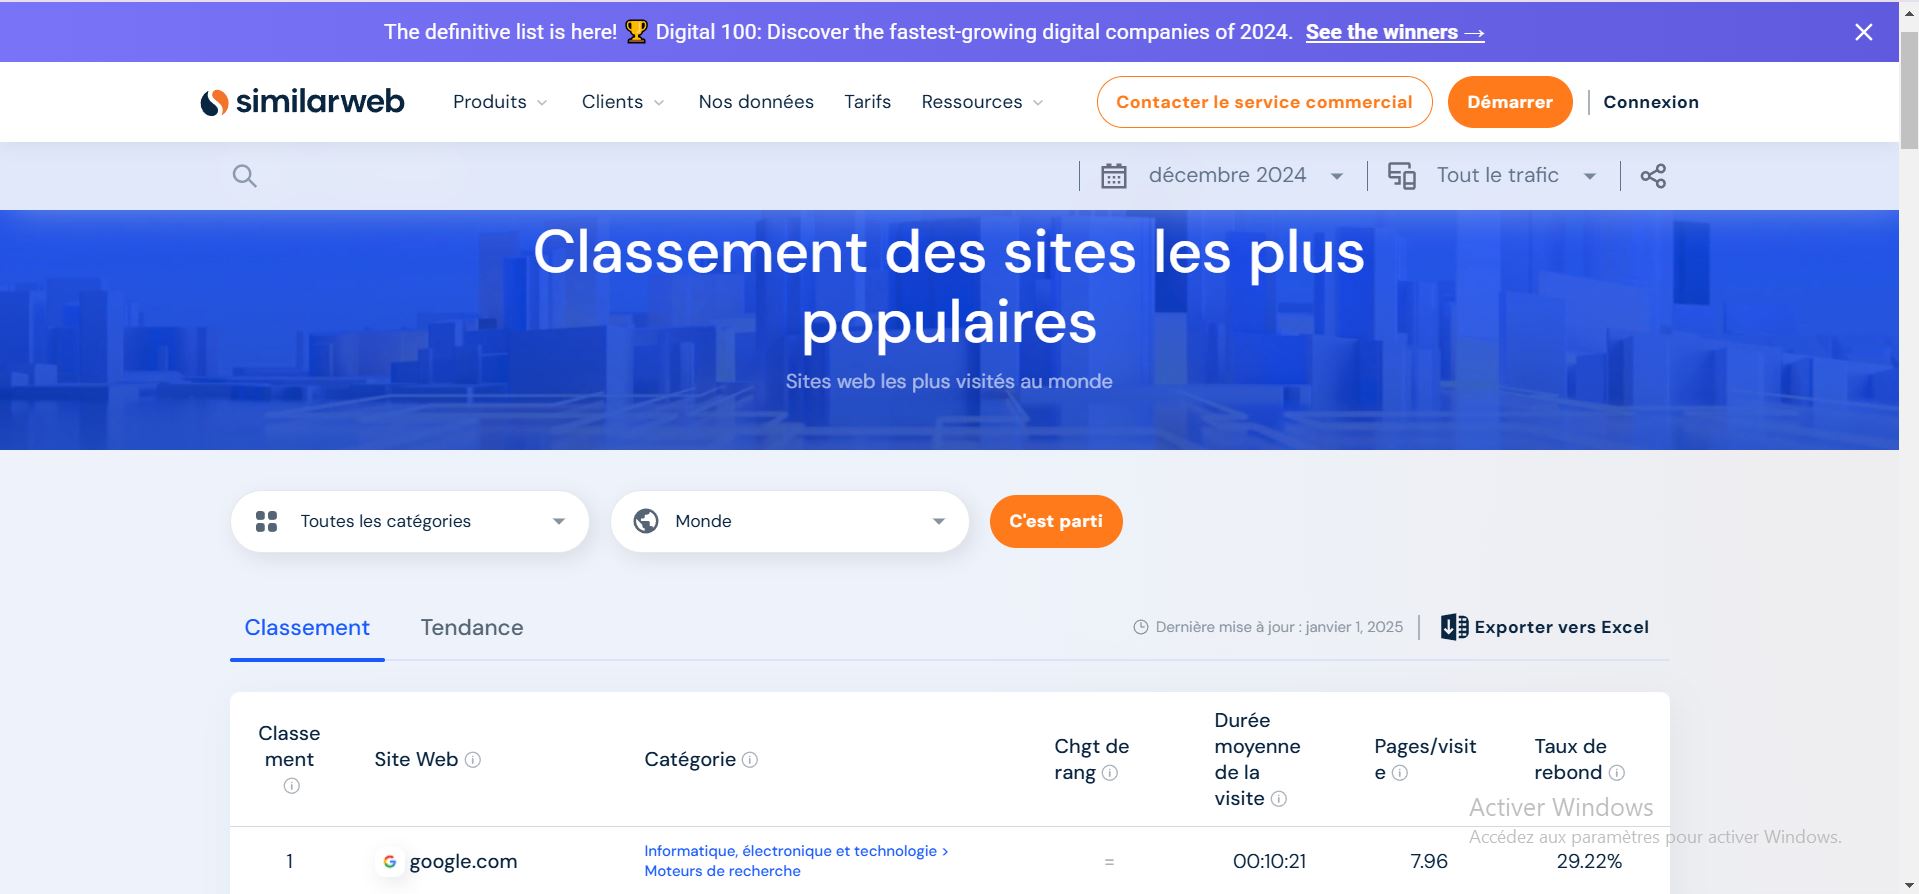 The definitive list is here! 🏆 Digital 100: Discover the fastest-growing digital companies of 2024. See the winners →
similarweb Produits Clients Nos données Tarifs Ressources Contacter le service commercial Démarrer Connexion
décembre 2024 Tout le trafic
Classement des sites les plus
populaires
Sites web les plus visités au monde
Toutes les catégories Monde C'est parti
Classement Tendance Dernière mise à jour : janvier 1, 2025 Exporter vers Excel
Classe
ment
Site Web
Catégorie
Chgt de
rang
Durée
moyenne
de la
visite
Pages/visit
e
Taux de
rebond
Activer Windows
Accédez aux paramètres pour activer Windows.
1 google.com
Informatique, électronique et technologie >
Moteurs de recherche
= 00:10:21 7.96 29.22%